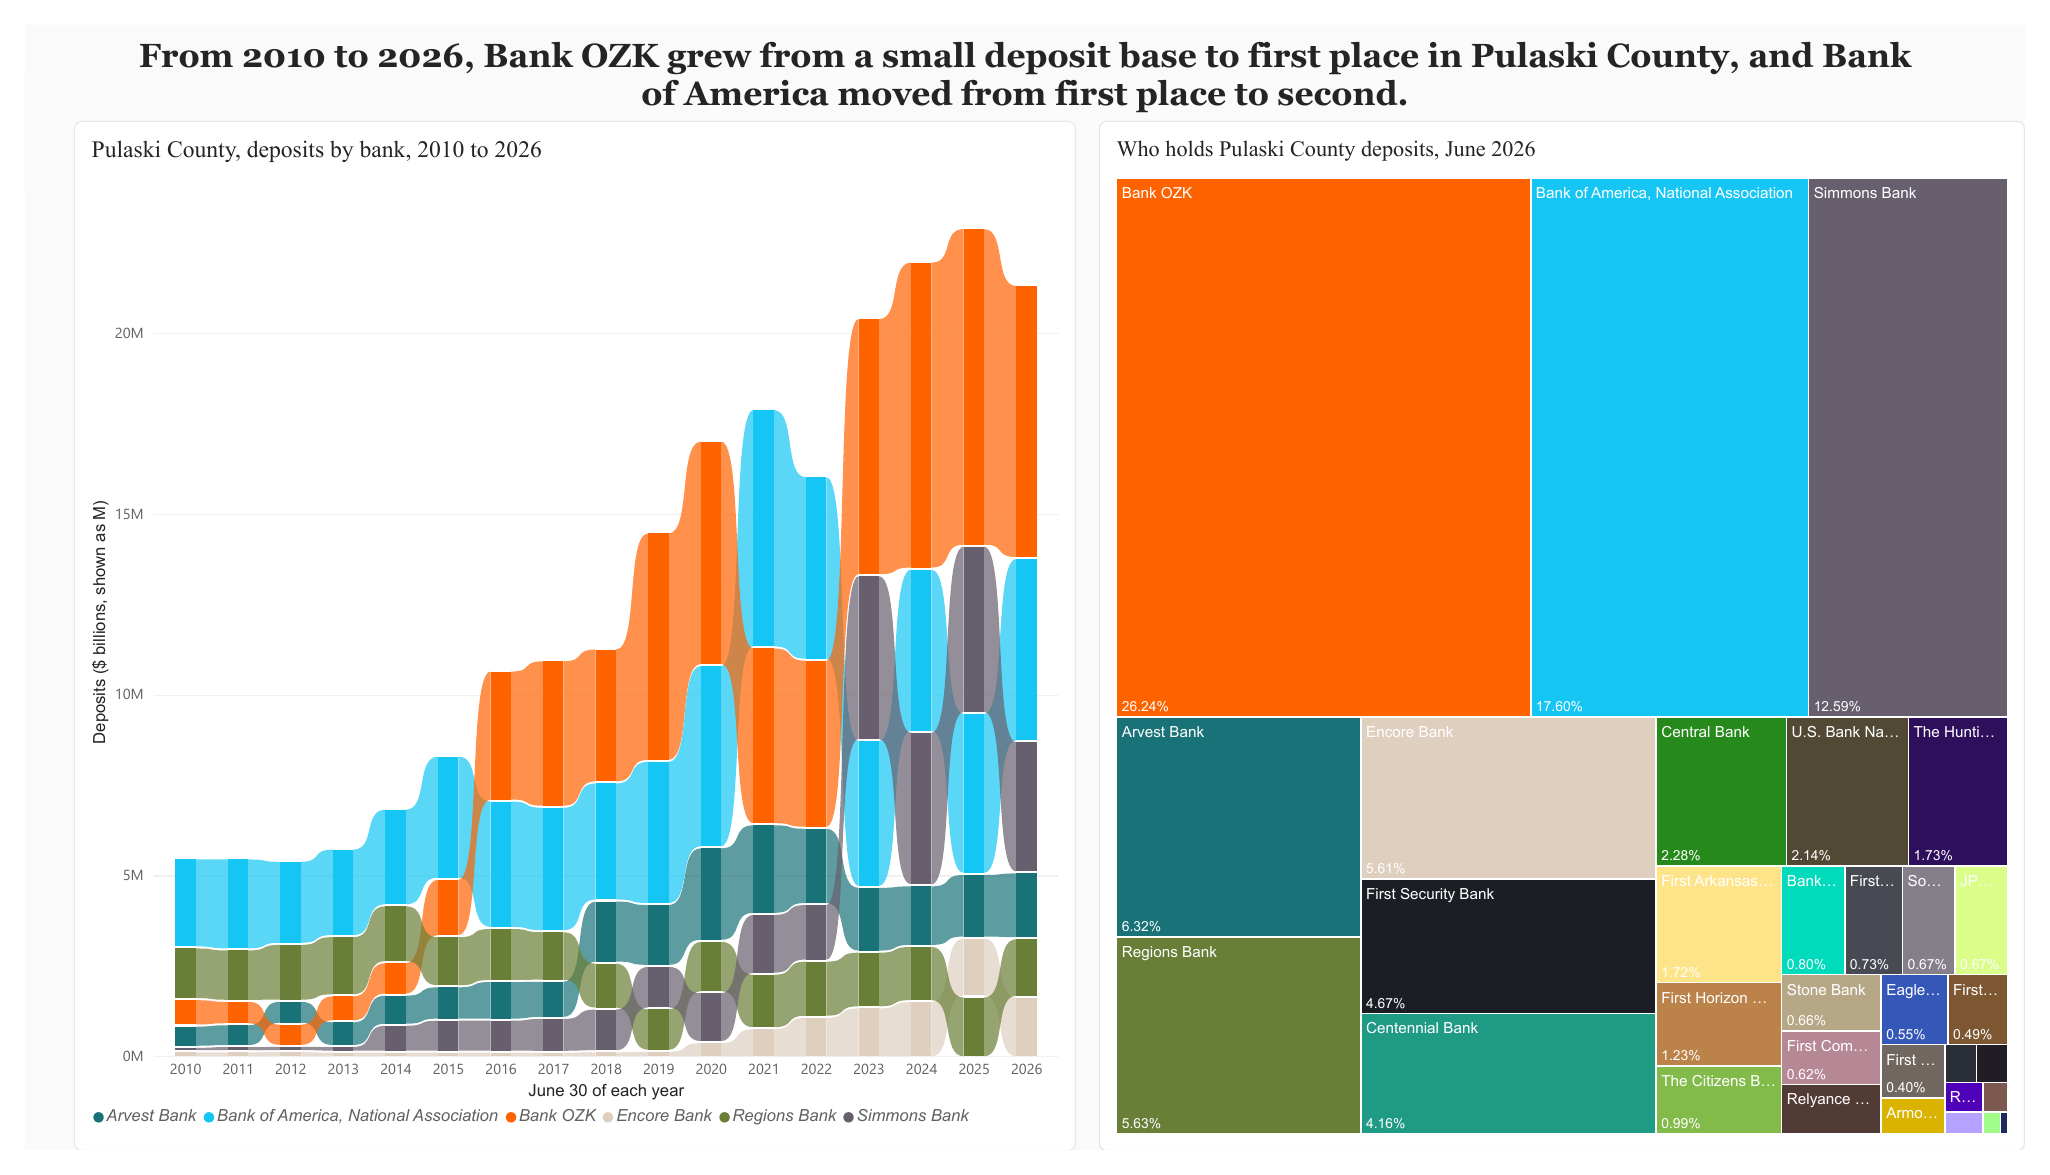 From 2010 to 2026, Bank OZK grew from a small deposit base to first place in Pulaski County, and Bank
of America moved from first place to second.
Pulaski County, deposits by bank, 2010 to 2026
Deposits ($ billions, shown as M)
20M
15M
10M
5M
0M
2010 2011 2012 2013 2014 2015 2016 2017 2018 2019 2020 2021 2022 2023 2024 2025 2026
June 30 of each year
Arvest Bank Bank of America, National Association Bank OZK Encore Bank Regions Bank Simmons Bank
Who holds Pulaski County deposits, June 2026
Bank OZK
26.24%
Bank of America, National Association
17.60%
Simmons Bank
12.59%
Arvest Bank
6.32%
Regions Bank
5.63%
Encore Bank
5.61%
First Security Bank
4.67%
Centennial Bank
4.16%
Central Bank
2.28%
U.S. Bank Na...
2.14%
The Hunti...
1.73%
First Arkansas...
1.72%
First Horizon ...
1.23%
The Citizens B...
0.99%
Bank...
0.80%
First...
0.73%
So...
0.67%
JP...
0.67%
Stone Bank
0.66%
First Com...
0.62%
Relyance ...
Eagle...
0.55%
First...
0.49%
First ...
0.40%
Armo...
R...